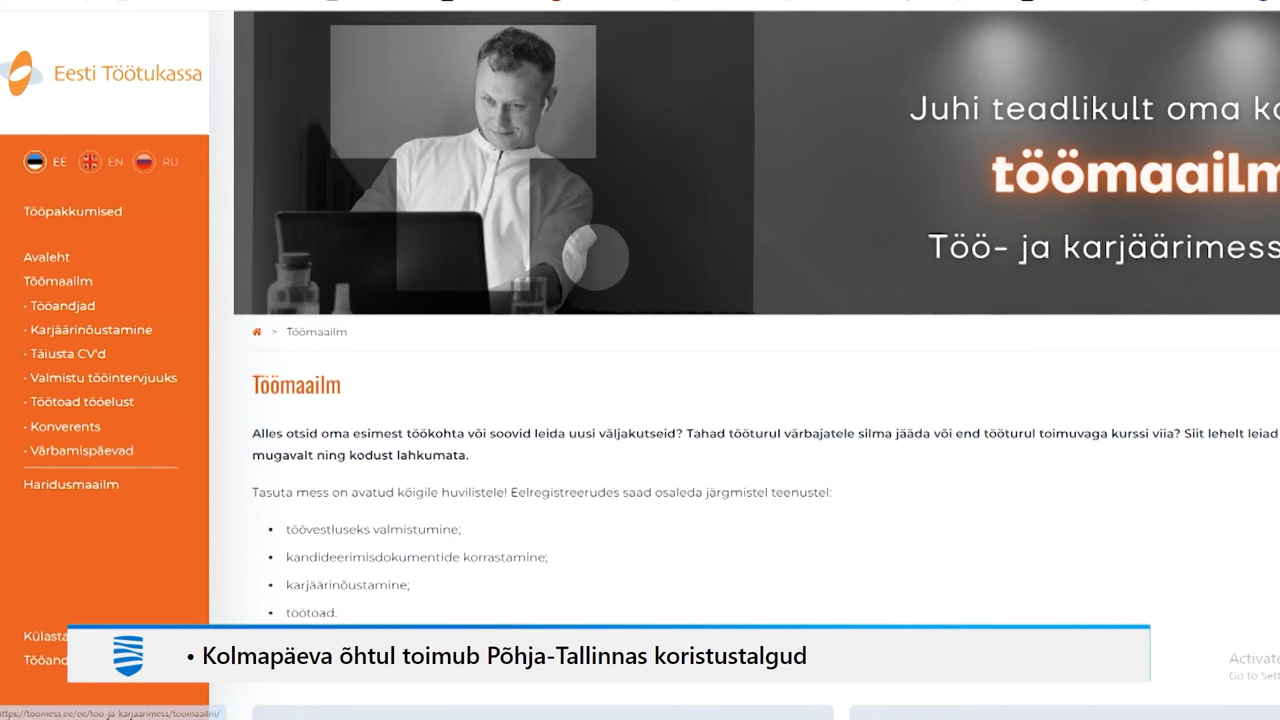 Eesti Töötukassa
EE EN RU
Tööpakkumised
Avaleht
Töömaailm
• Tööandjad
• Karjäärinõustamine
• Täiusta CV'd
• Valmistu tööintervjuuks
• Töötoad tööelust
• Konverents
• Värbamispäevad
Haridusmaailm
Juhi teadlikult oma
töömaailm
Töö- ja karjäärimess
> Töömaailm
Töömaailm
Alles otsid oma esimest töökohta või soovid leida uusi väljakutseid? Tahad tööturul värbajatele silma jääda või end tööturul toimuvaga kurssi viia? Siit lehelt leiad
mugavalt ning kodust lahkumata.
Tasuta mess on avatud kõigile huvilistele! Eelregistreerudes saad osaleda järgmistel teenustel:
• töövestluseks valmistumine;
• kandideerimisdokumentide korrastamine;
• karjäärinõustamine;
• töötoad.
• Kolmapäeva õhtul toimub Põhja-Tallinnas koristustalgud
Activate
Go to Sett
https://toomess.ee/ee/too-ja-karjaarimess/toomaailm/